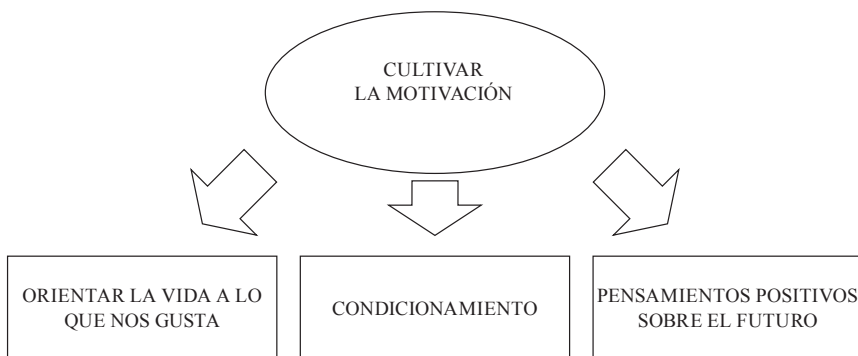 CULTIVAR
LA MOTIVACIÓN
ORIENTAR LA VIDA A LO
QUE NOS GUSTA
CONDICIONAMIENTO
PENSAMIENTOS POSITIVOS
SOBRE EL FUTURO